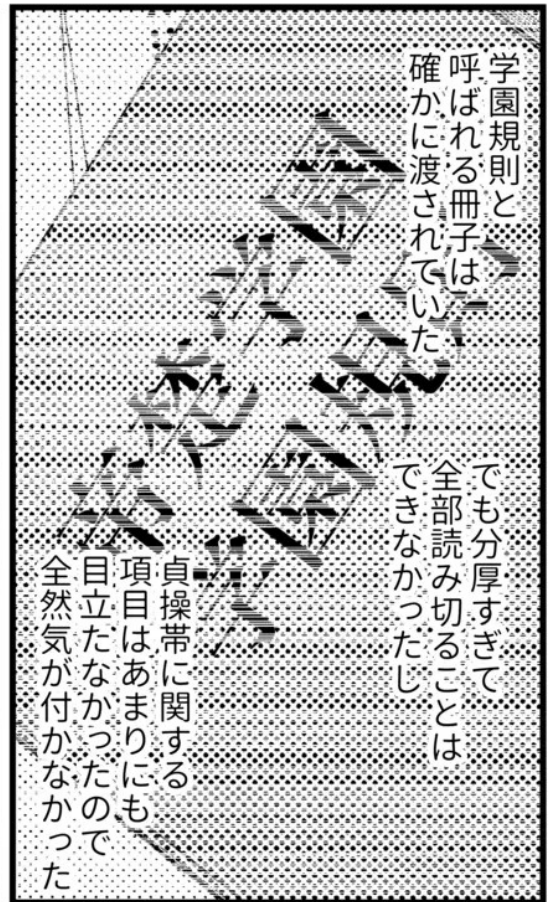 学園規則と
呼ばれる冊子は
確かに渡されていた
でも分厚すぎて
全部読み切ることは
できなかったし
貞操帯に関する
項目はあまりにも
目立たなかったので
全然気が付かなかった
学園規則